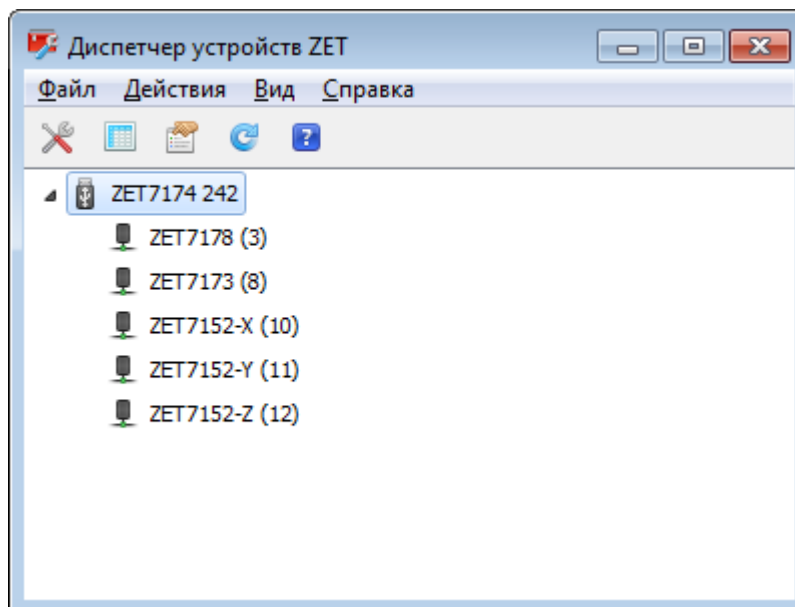 Диспетчер устройств ZET
Файл Действия Вид Справка
ZET7174 242
ZET7178 (3)
ZET7173 (8)
ZET7152-X (10)
ZET7152-Y (11)
ZET7152-Z (12)